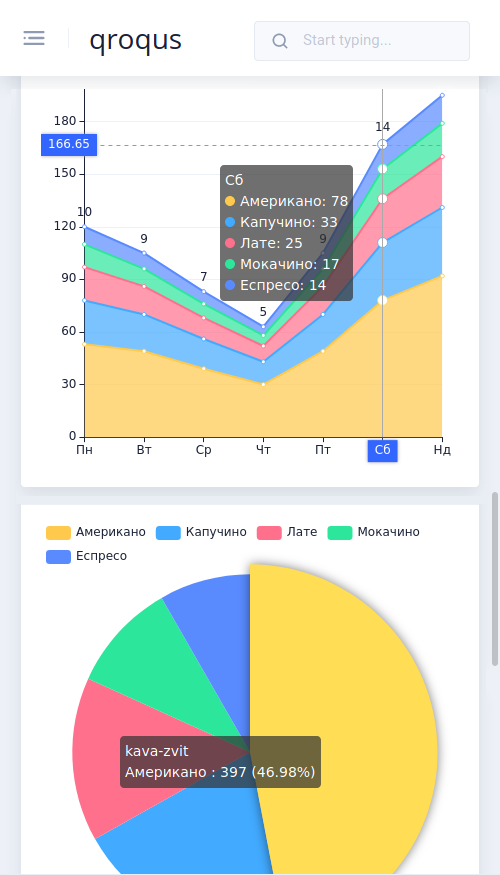 qroqus
Start typing...
180
166.65
150
120
90
60
30
0
10
9
7
5
9
14
Сб
Американо: 78
Капучино: 33
Лате: 25
Мокачино: 17
Еспресо: 14
Пн Вт Ср Чт Пт Сб Нд
Американо Капучино Лате Мокачино
Еспресо
kava-zvit
Американо : 397 (46.98%)